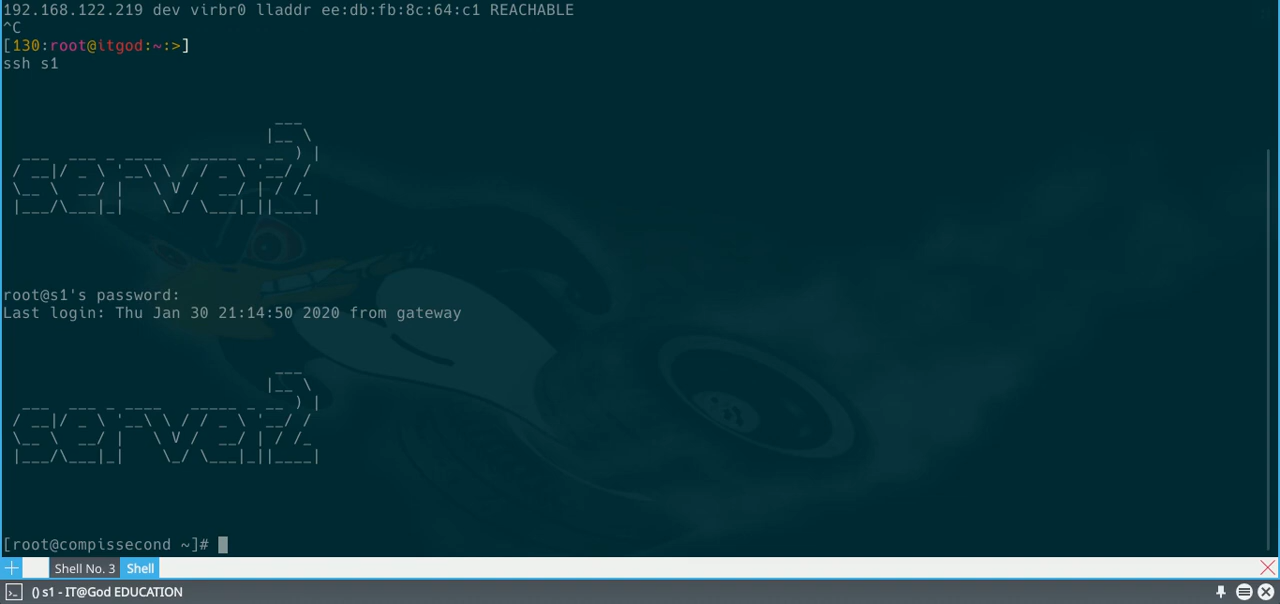 192.168.122.219 dev virbr0 lladdr ee:db:fb:8c:64:c1 REACHABLE
^C
[130:root@itgod:~:>]
ssh s1
server2
root@s1's password:
Last login: Thu Jan 30 21:14:50 2020 from gateway
server2
[root@compissecond ~]#
Shell No. 3
Shell
() s1 - IT@God EDUCATION